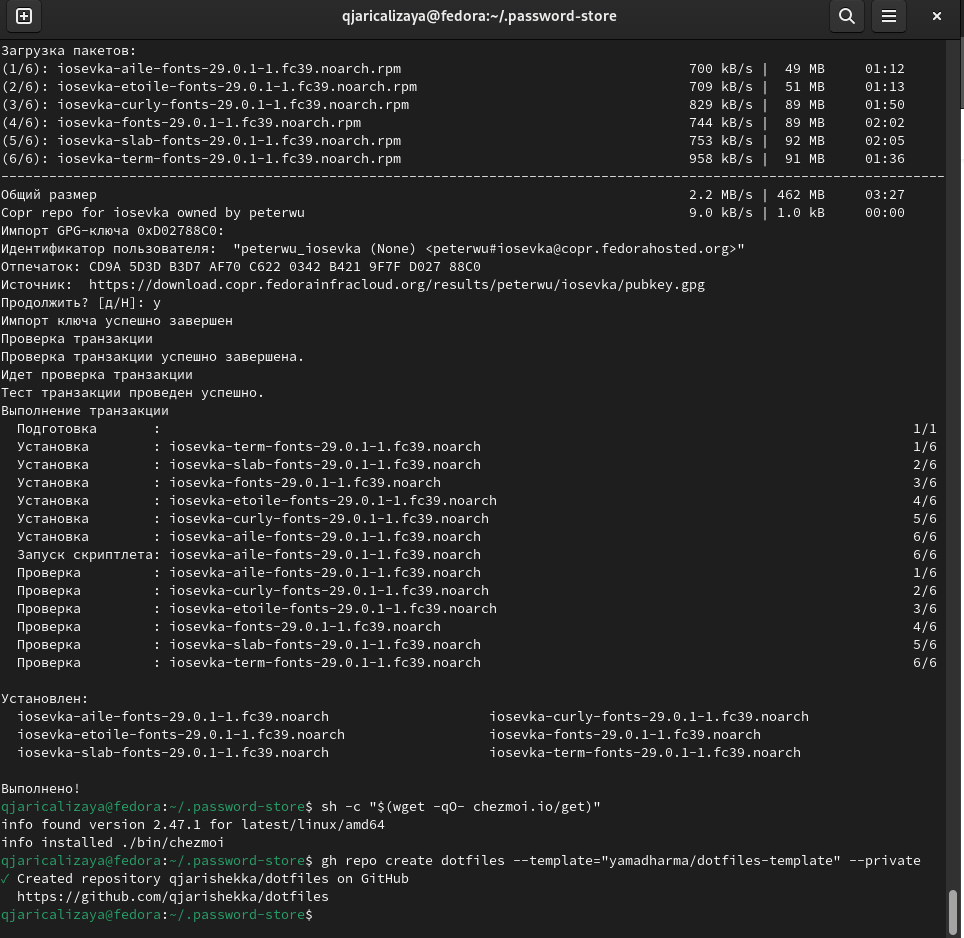 qjaricalizaya@fedora:~/.password-store
Загрузка пакетов:
(1/6): iosevka-aile-fonts-29.0.1-1.fc39.noarch.rpm 700 kB/s | 49 MB 01:12
(2/6): iosevka-etoile-fonts-29.0.1-1.fc39.noarch.rpm 709 kB/s | 51 MB 01:13
(3/6): iosevka-curly-fonts-29.0.1-1.fc39.noarch.rpm 829 kB/s | 89 MB 01:50
(4/6): iosevka-fonts-29.0.1-1.fc39.noarch.rpm 744 kB/s | 89 MB 02:02
(5/6): iosevka-slab-fonts-29.0.1-1.fc39.noarch.rpm 753 kB/s | 92 MB 02:05
(6/6): iosevka-term-fonts-29.0.1-1.fc39.noarch.rpm 958 kB/s | 91 MB 01:36
--------------------------------------------------------------------------------
Общий размер 2.2 MB/s | 462 MB 03:27
Copr repo for iosevka owned by peterwu 9.0 kB/s | 1.0 kB 00:00
Импорт GPG-ключа 0xD02788C0:
Идентификатор пользователя: "peterwu_iosevka (None) <peterwu#iosevka@copr.fedorahosted.org>"
Отпечаток: CD9A 5D3D B3D7 AF70 C622 0342 B421 9F7F D027 88C0
Источник: https://download.copr.fedorainfracloud.org/results/peterwu/iosevka/pubkey.gpg
Продолжить? [д/Н]: y
Импорт ключа успешно завершен
Проверка транзакции
Проверка транзакции успешно завершена.
Идет проверка транзакции
Тест транзакции проведен успешно.
Выполнение транзакции
Подготовка : 1/1
Установка : iosevka-term-fonts-29.0.1-1.fc39.noarch 1/6
Установка : iosevka-slab-fonts-29.0.1-1.fc39.noarch 2/6
Установка : iosevka-fonts-29.0.1-1.fc39.noarch 3/6
Установка : iosevka-etoile-fonts-29.0.1-1.fc39.noarch 4/6
Установка : iosevka-curly-fonts-29.0.1-1.fc39.noarch 5/6
Установка : iosevka-aile-fonts-29.0.1-1.fc39.noarch 6/6
Запуск скриптлета: iosevka-aile-fonts-29.0.1-1.fc39.noarch 6/6
Проверка : iosevka-aile-fonts-29.0.1-1.fc39.noarch 1/6
Проверка : iosevka-curly-fonts-29.0.1-1.fc39.noarch 2/6
Проверка : iosevka-etoile-fonts-29.0.1-1.fc39.noarch 3/6
Проверка : iosevka-fonts-29.0.1-1.fc39.noarch 4/6
Проверка : iosevka-slab-fonts-29.0.1-1.fc39.noarch 5/6
Проверка : iosevka-term-fonts-29.0.1-1.fc39.noarch 6/6
Установлен:
iosevka-aile-fonts-29.0.1-1.fc39.noarch iosevka-curly-fonts-29.0.1-1.fc39.noarch
iosevka-etoile-fonts-29.0.1-1.fc39.noarch iosevka-fonts-29.0.1-1.fc39.noarch
iosevka-slab-fonts-29.0.1-1.fc39.noarch iosevka-term-fonts-29.0.1-1.fc39.noarch
Выполнено!
qjaricalizaya@fedora:~/.password-store$ sh -c "$(wget -qO- chezmoi.io/get)"
info found version 2.47.1 for latest/linux/amd64
info installed ./bin/chezmoi
qjaricalizaya@fedora:~/.password-store$ gh repo create dotfiles --template="yamadharma/dotfiles-template" --private
✓ Created repository qjarishekka/dotfiles on GitHub
https://github.com/qjarishekka/dotfiles
qjaricalizaya@fedora:~/.password-store$